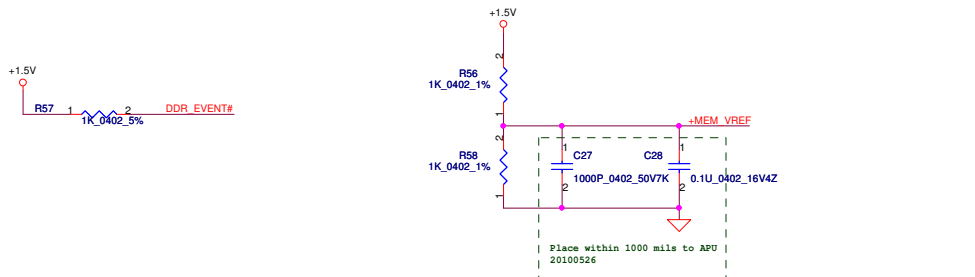 +1.5V
R57 1 2 DDR_EVENT#
1K_0402_5%
+1.5V
2
R56
1K_0402_1%
1
+MEM_VREF
2
R58
1K_0402_1%
1
1
C27
1000P_0402_50V7K
2
1
C28
0.1U_0402_16V4Z
2
Place within 1000 mils to APU
20100526